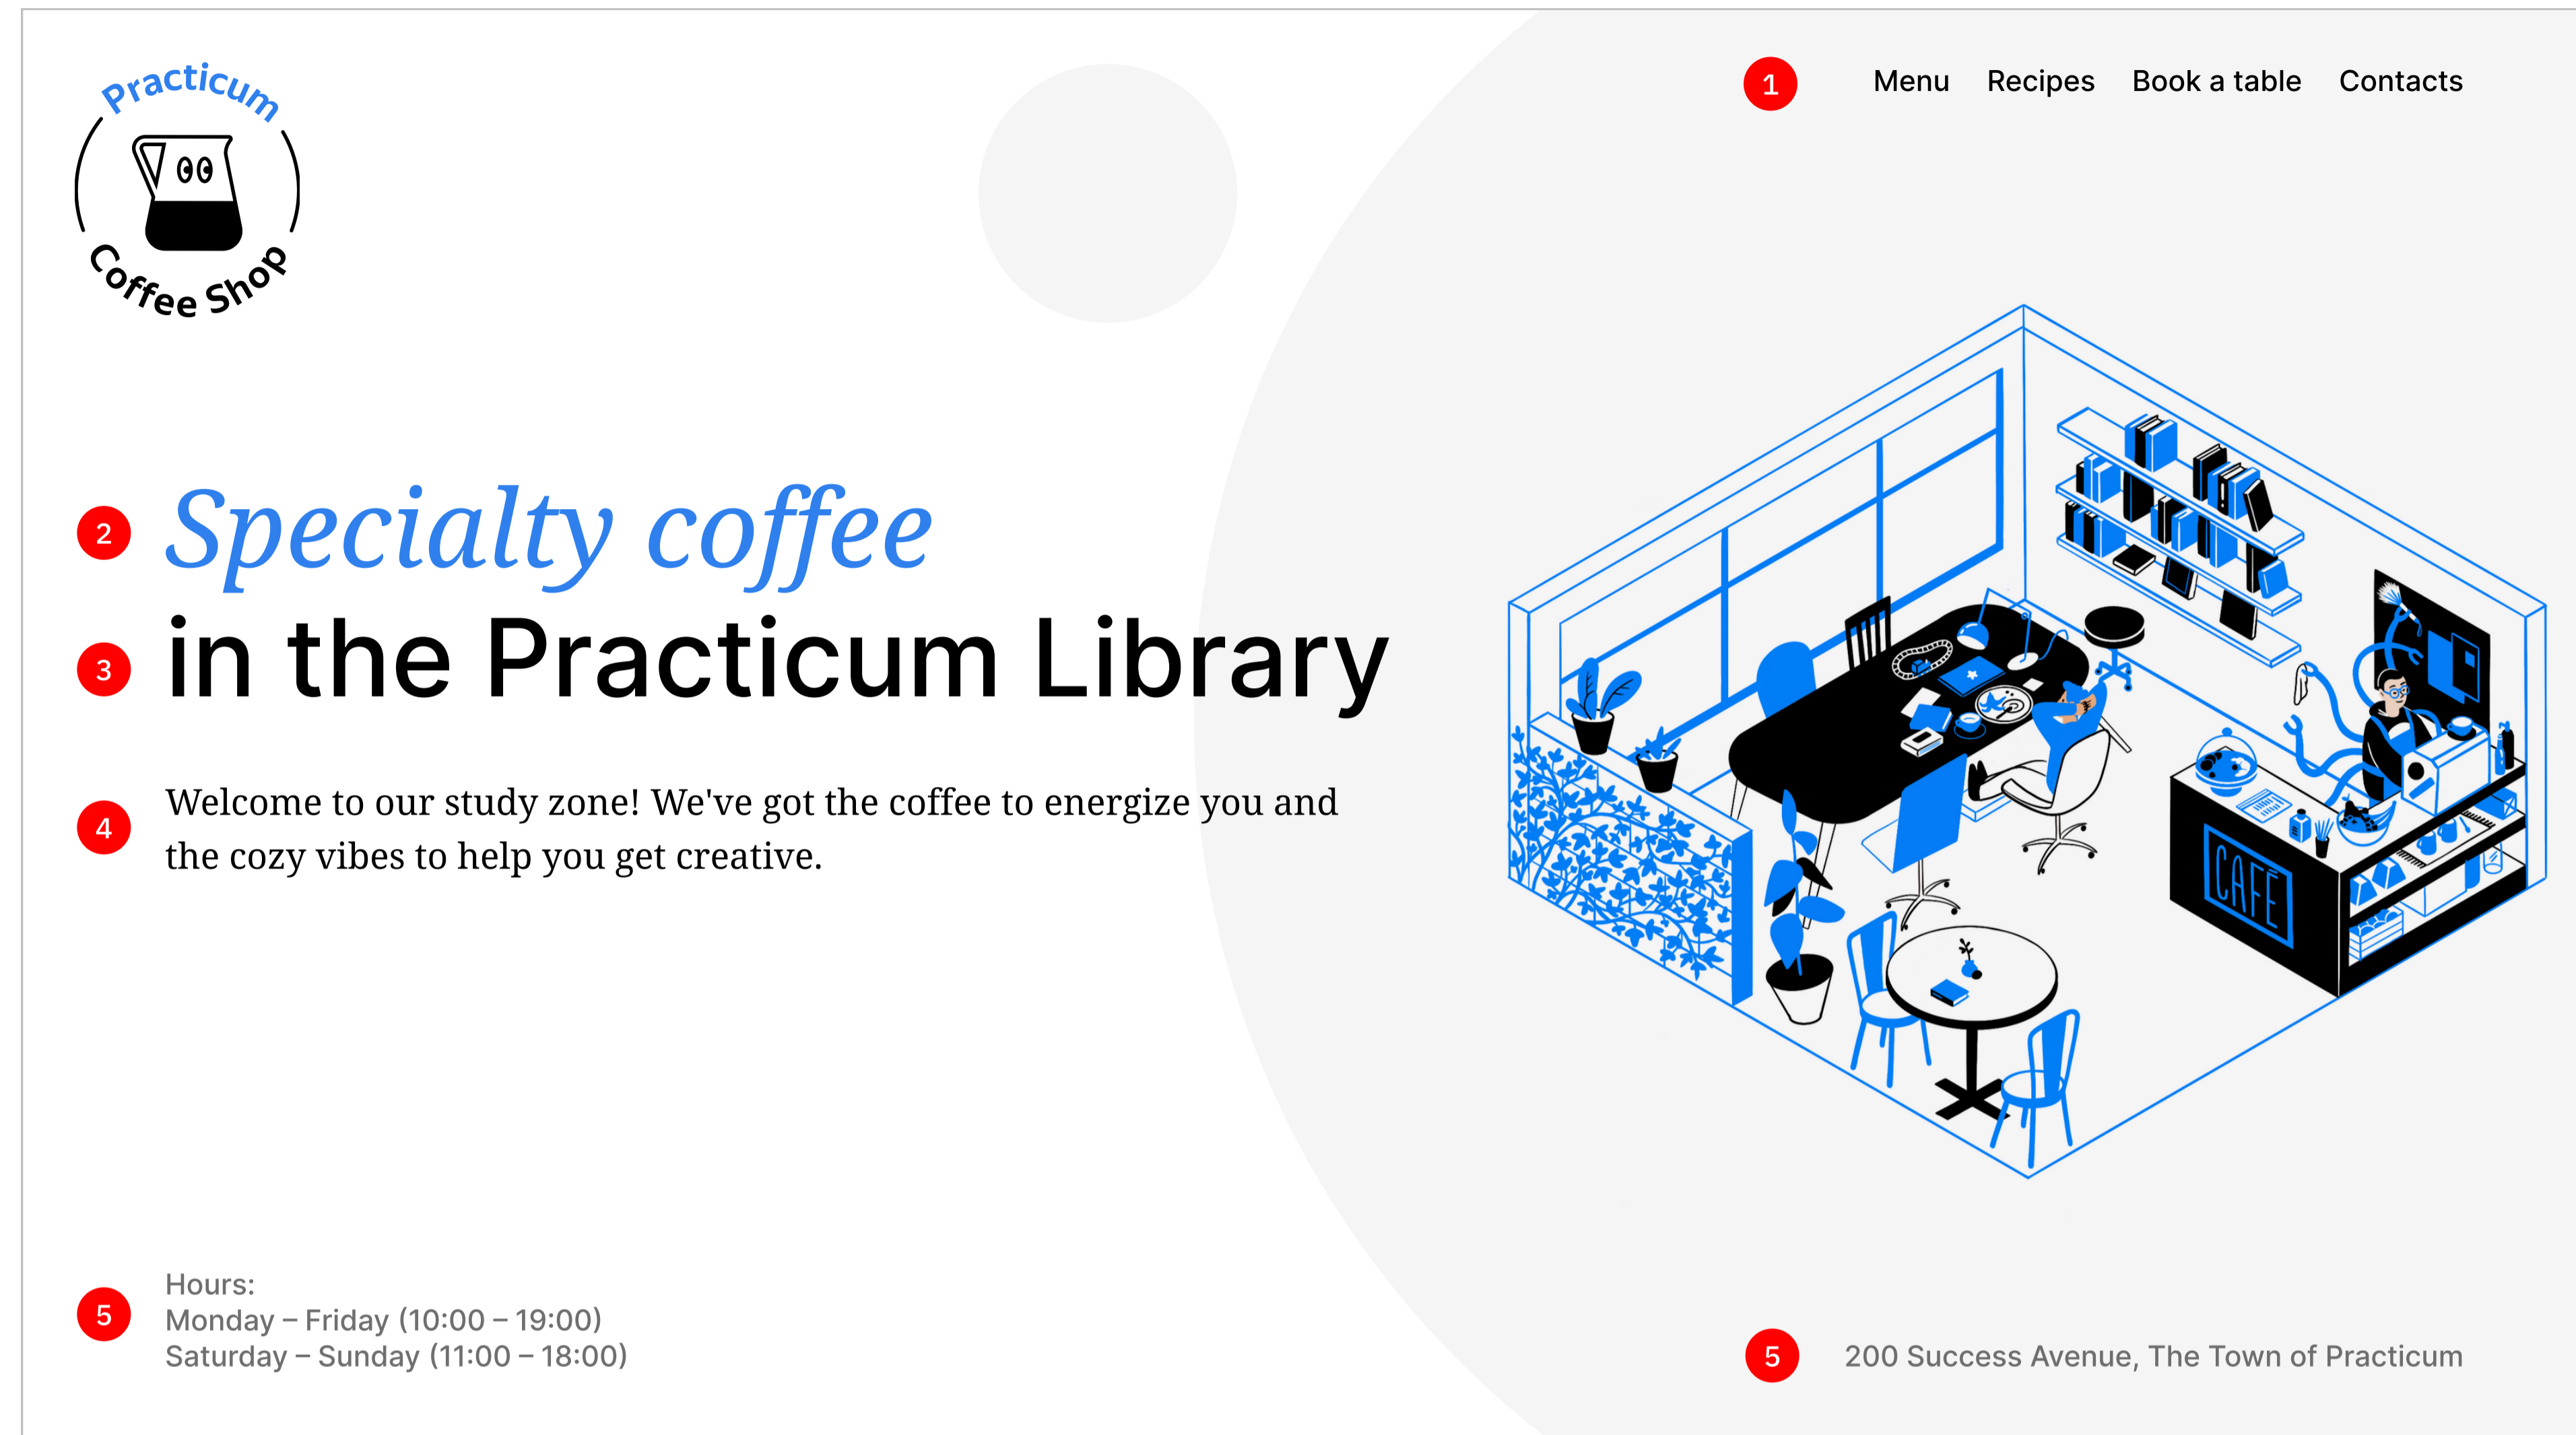 Practicum
Coffee Shop
1
Menu Recipes Book a table Contacts
2
Specialty coffee
3
in the Practicum Library
4
Welcome to our study zone! We've got the coffee to energize you and
the cozy vibes to help you get creative.
CAFÉ
5
Hours:
Monday – Friday (10:00 – 19:00)
Saturday – Sunday (11:00 – 18:00)
5
200 Success Avenue, The Town of Practicum